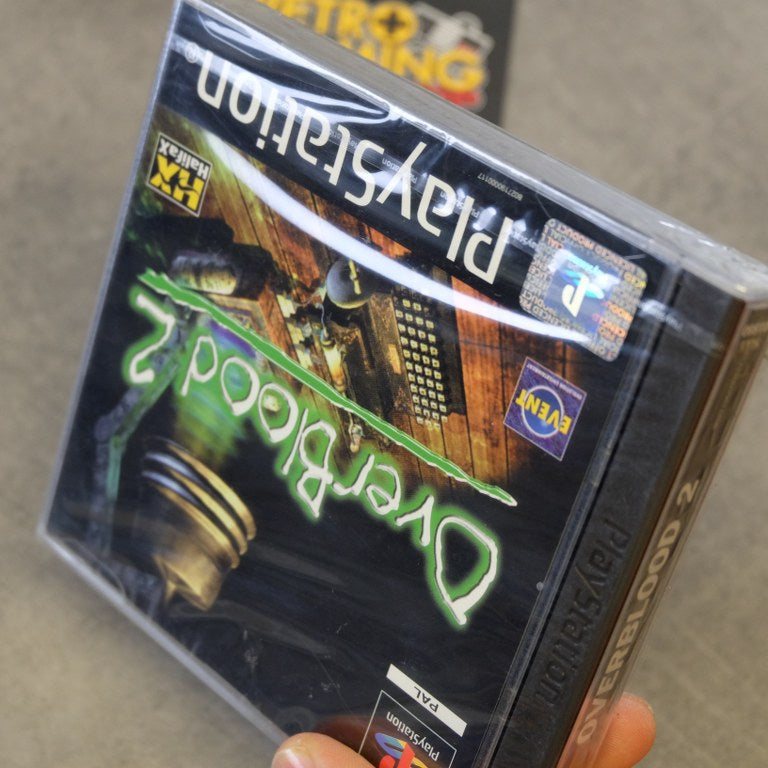 RETRO
GAMING
PlayStation®
HX
Halifax
EVENT
OverBlood 2
PAL
PlayStation
PlayStation
OVERBLOOD 2.